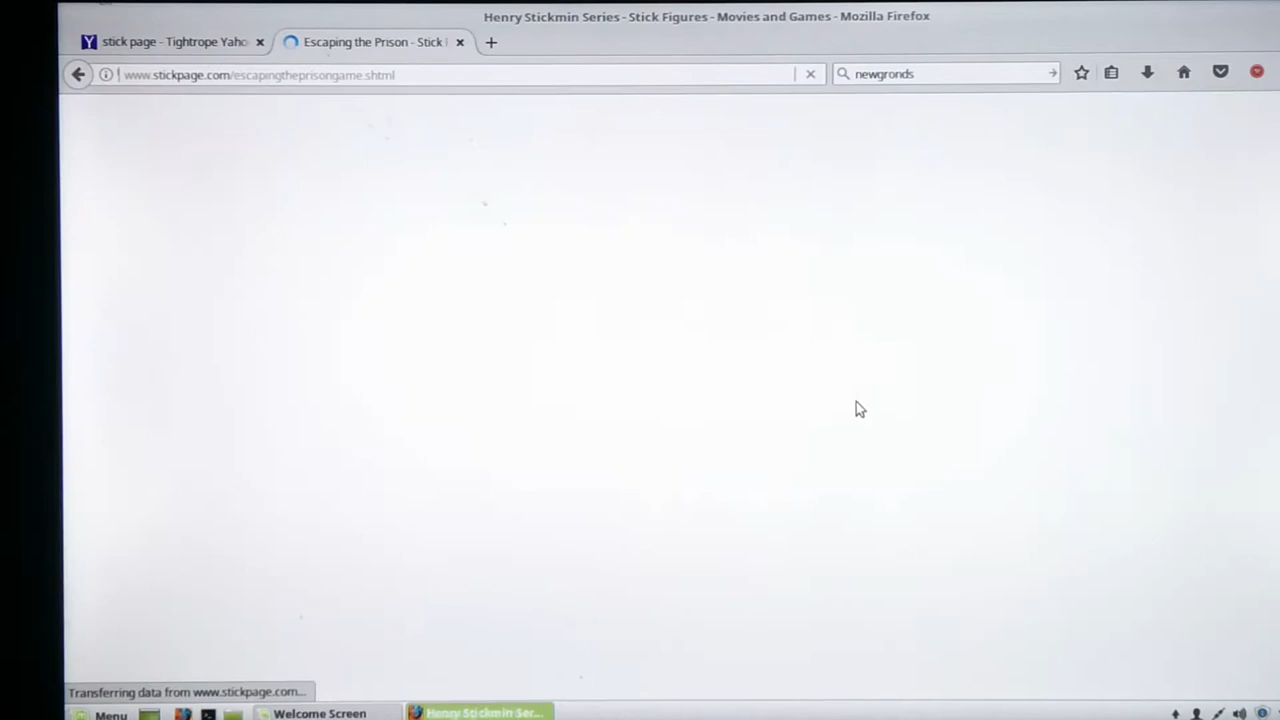 Henry Stickmin Series - Stick Figures - Movies and Games - Mozilla Firefox
stick page - Tightrope Yaho
Escaping the Prison - Stick
www.stickpage.com/escapingtheprisongame.shtml
newgronds
Transferring data from www.stickpage.com...
Menu
Welcome Screen
Henry Stickmin Ser...